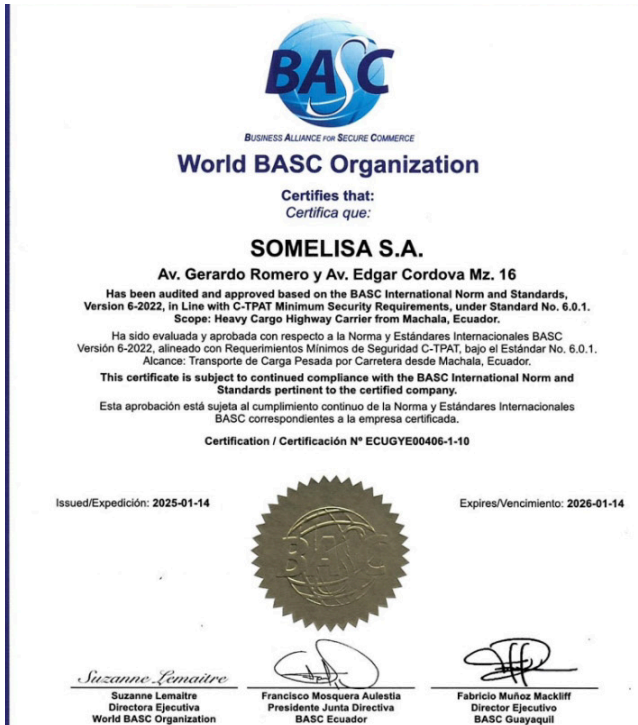 BASC
BUSINESS ALLIANCE FOR SECURE COMMERCE
World BASC Organization
Certifies that:
Certifica que:
SOMELISA S.A.
Av. Gerardo Romero y Av. Edgar Cordova Mz. 16
Has been audited and approved based on the BASC International Norm and Standards,
Version 6-2022, in Line with C-TPAT Minimum Security Requirements, under Standard No. 6.0.1.
Scope: Heavy Cargo Highway Carrier from Machala, Ecuador.
Ha sido evaluada y aprobada con respecto a la Norma y Estándares Internacionales BASC
Versión 6-2022, alineado con Requerimientos Mínimos de Seguridad C-TPAT, bajo el Estándar No. 6.0.1.
Alcance: Transporte de Carga Pesada por Carretera desde Machala, Ecuador.
This certificate is subject to continued compliance with the BASC International Norm and
Standards pertinent to the certified company.
Esta aprobación está sujeta al cumplimiento continuo de la Norma y Estándares Internacionales
BASC correspondientes a la empresa certificada.
Certification / Certificación Nº ECUGYE00406-1-10
Issued/Expedición: 2025-01-14
Expires/Vencimiento: 2026-01-14
BASC
Suzanne Lemaitre
Suzanne Lemaitre
Directora Ejecutiva
World BASC Organization
Francisco Mosquera Aulestia
Presidente Junta Directiva
BASC Ecuador
Fabricio Muñoz Mackliff
Director Ejecutivo
BASC Guayaquil